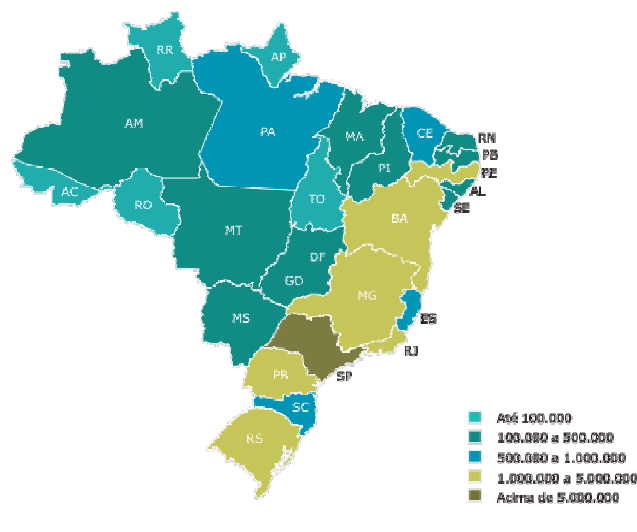 RR
AP
AM
PA
MA
CE
RN
PB
PI
PE
AC
TO
AL
RO
SE
BA
MT
DF
GO
MG
MS
ES
RJ
PR
SP
SC
RS
Até 100.000
100.000 a 500.000
500.000 a 1.000.000
1.000.000 a 5.000.000
Acima de 5.000.000